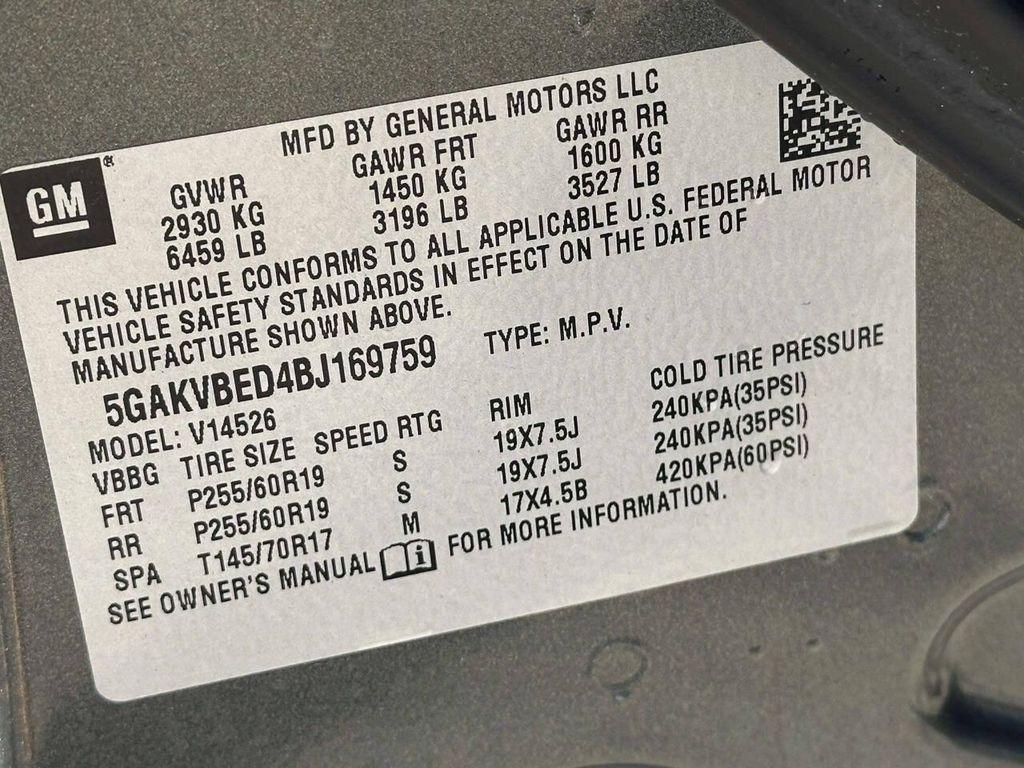 GM ®
MFD BY GENERAL MOTORS LLC
GVWR GAWR FRT GAWR RR
2930 KG 1450 KG 1600 KG
6459 LB 3196 LB 3527 LB
THIS VEHICLE CONFORMS TO ALL APPLICABLE U.S. FEDERAL MOTOR
VEHICLE SAFETY STANDARDS IN EFFECT ON THE DATE OF
MANUFACTURE SHOWN ABOVE.
5GAKVBED4BJ169759 TYPE: M.P.V.
MODEL: V14526
VBBG TIRE SIZE SPEED RTG RIM COLD TIRE PRESSURE
FRT P255/60R19 S 19X7.5J 240KPA(35PSI)
RR P255/60R19 S 19X7.5J 240KPA(35PSI)
SPA T145/70R17 M 17X4.5B 420KPA(60PSI)
SEE OWNER'S MANUAL i FOR MORE INFORMATION.